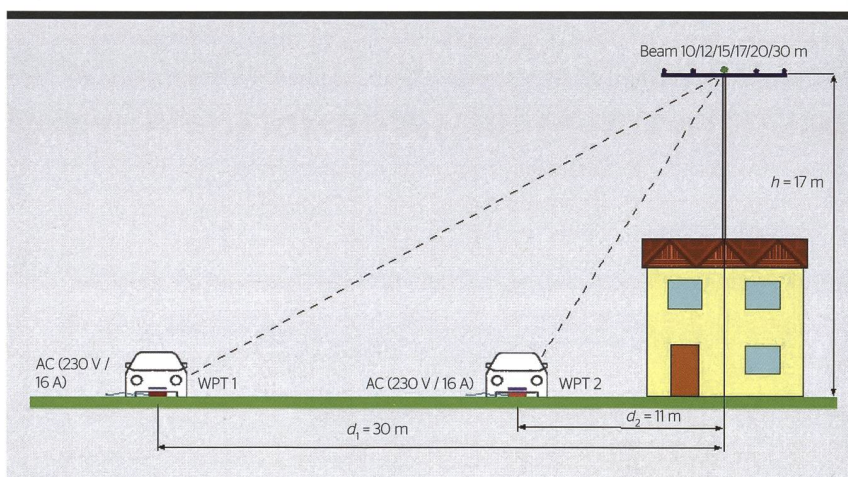 Beam 10/12/15/17/20/30 m
h = 17 m
AC (230 V /
16 A)
WPT 1
AC (230 V / 16 A)
WPT 2
d₂ = 11 m
d₁ = 30 m